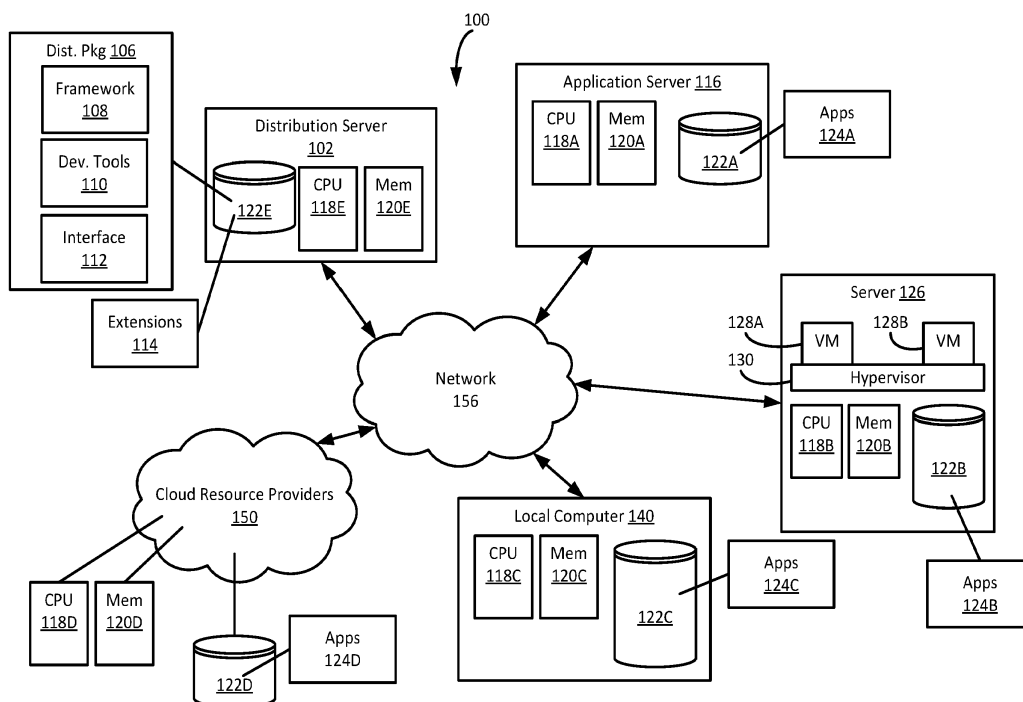 100
Dist. Pkg 106
Framework
108
Dev. Tools
110
Interface
112
Distribution Server
102
122E
CPU
118E
Mem
120E
Extensions
114
Application Server 116
CPU
118A
Mem
120A
122A
Apps
124A
Server 126
128A
VM
128B
VM
130
Hypervisor
CPU
118B
Mem
120B
122B
Apps
124B
Network
156
Cloud Resource Providers
150
CPU
118D
Mem
120D
122D
Apps
124D
Local Computer 140
CPU
118C
Mem
120C
122C
Apps
124C